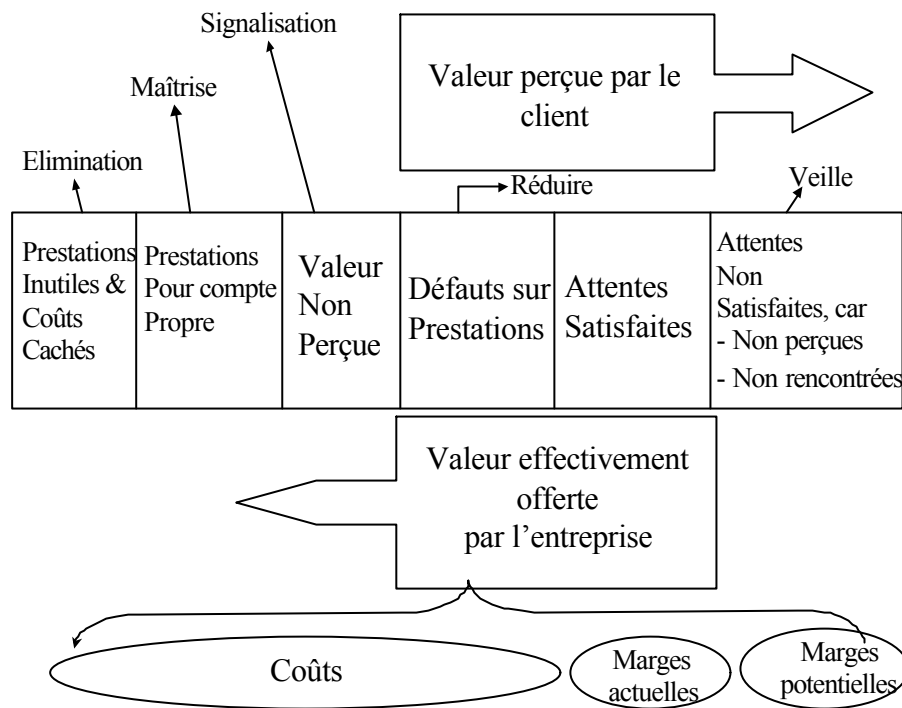 Signalisation
Valeur perçue par le
client
Maîtrise
Elimination
Réduire
Veille
Prestations
Inutiles &
Coûts
Cachés
Prestations
Pour compte
Propre
Valeur
Non
Perçue
Défauts sur
Prestations
Attentes
Satisfaites
Attentes
Non
Satisfaites, car
- Non perçues
- Non rencontrées
Valeur effectivement
offerte
par l’entreprise
Coûts
Marges
actuelles
Marges
potentielles